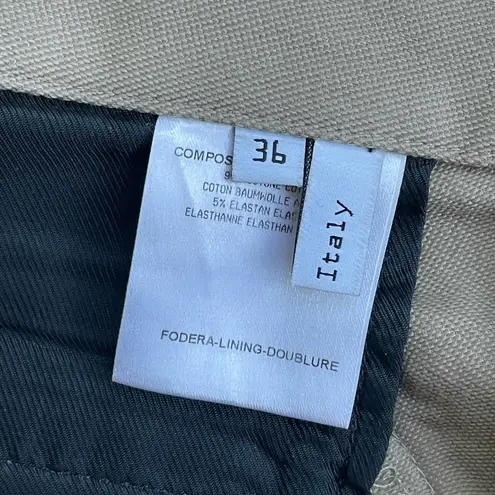 36
Italy
COMPOS
COTON BAUMWOLLE
5% ELASTAN ELAS
ELASTHANNE ELASTHAN
FODERA-LINING-DOUBLURE